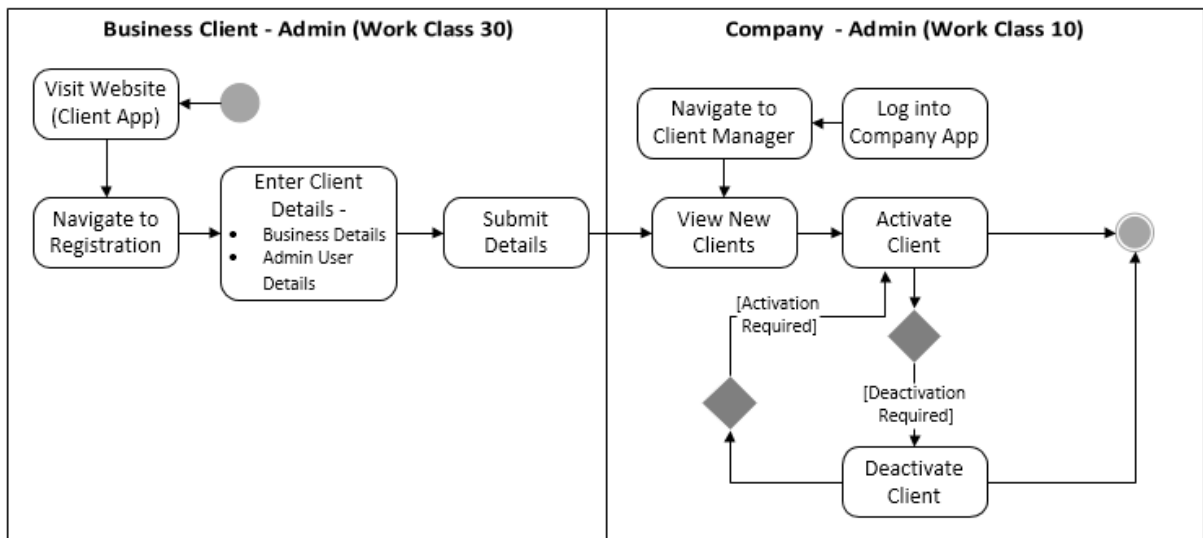 Business Client - Admin (Work Class 30)
Company - Admin (Work Class 10)
Visit Website
(Client App)
Navigate to
Registration
Enter Client
Details -
• Business Details
• Admin User
Details
Submit
Details
Navigate to
Client Manager
Log into
Company App
View New
Clients
Activate
Client
[Activation
Required]
[Deactivation
Required]
Deactivate
Client